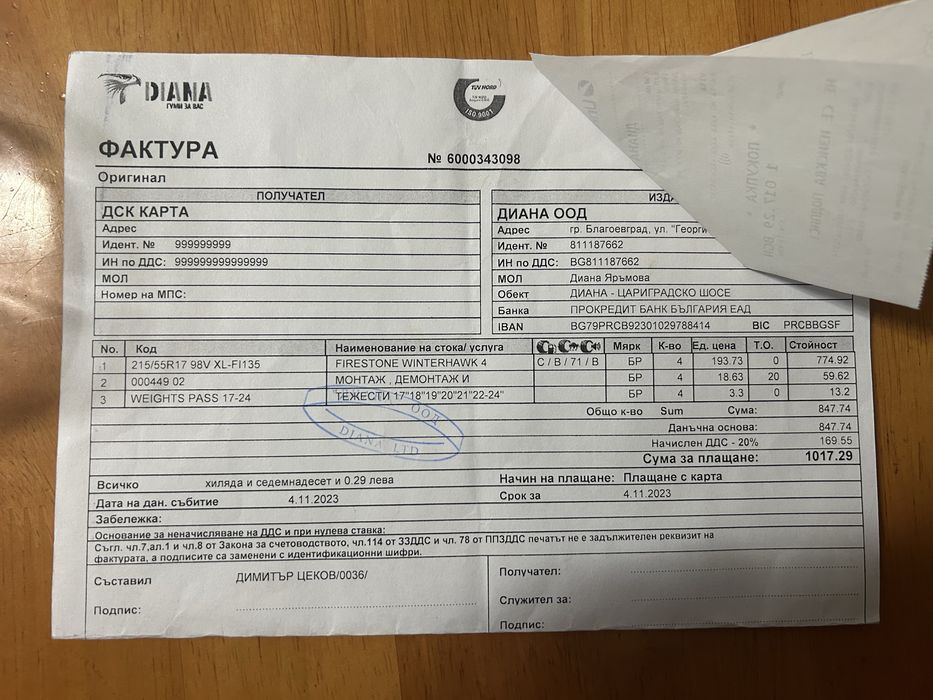 DIANA
ГУМИ ЗА ВАС
TUV NORD
ISO 9001
ФАКТУРА
№ 6000343098
Оригинал
ПОЛУЧАТЕЛ
ДСК КАРТА
Адрес
Идент. № 999999999
ИН по ДДС: 999999999999999
МОЛ
Номер на МПС:
ИЗДА
ДИАНА ООД
Адрес гр. Благоевград, ул. "Георги
Идент. № 811187662
ИН по ДДС: BG811187662
МОЛ Диана Яръмова
Обект ДИАНА - ЦАРИГРАДСКО ШОСЕ
Банка ПРОКРЕДИТ БАНК БЪЛГАРИЯ ЕАД
IBAN BG79PRCB92301029788414 BIC PRCBBGSF
No. Код Наименование на стока/ услуга Мярк К-во Ед. цена Т.О. Стойност
1 215/55R17 98V XL-FI135 FIRESTONE WINTERHAWK 4 C / B / 71 / B БР 4 193.73 0 774.92
2 000449 02 МОНТАЖ , ДЕМОНТАЖ И БР 4 18.63 20 59.62
3 WEIGHTS PASS 17-24 ТЕЖЕСТИ 17"18"19"20"21"22-24" БР 4 3.3 0 13.2
ООД
DIANA LTD
Общо к-во Sum Сума: 847.74
Данъчна основа: 847.74
Начислен ДДС - 20% 169.55
Сума за плащане: 1017.29
Всичко хиляда и седемнадесет и 0.29 лева
Начин на плащане: Плащане с карта
Дата на дан. събитие 4.11.2023
Срок за 4.11.2023
Забележка:
Основание за неначисляване на ДДС и при нулева ставка:
Съгл. чл.7,ал.1 и чл.8 от Закона за счетоводството, чл.114 от ЗЗДДС и чл. 78 от ППЗДДС печатът не е задължителен реквизит на
фактурата, а подписите са заменени с идентификационни шифри.
Съставил ДИМИТЪР ЦЕКОВ/0036/
Подпис:
Получател:
Служител за:
Подпис: